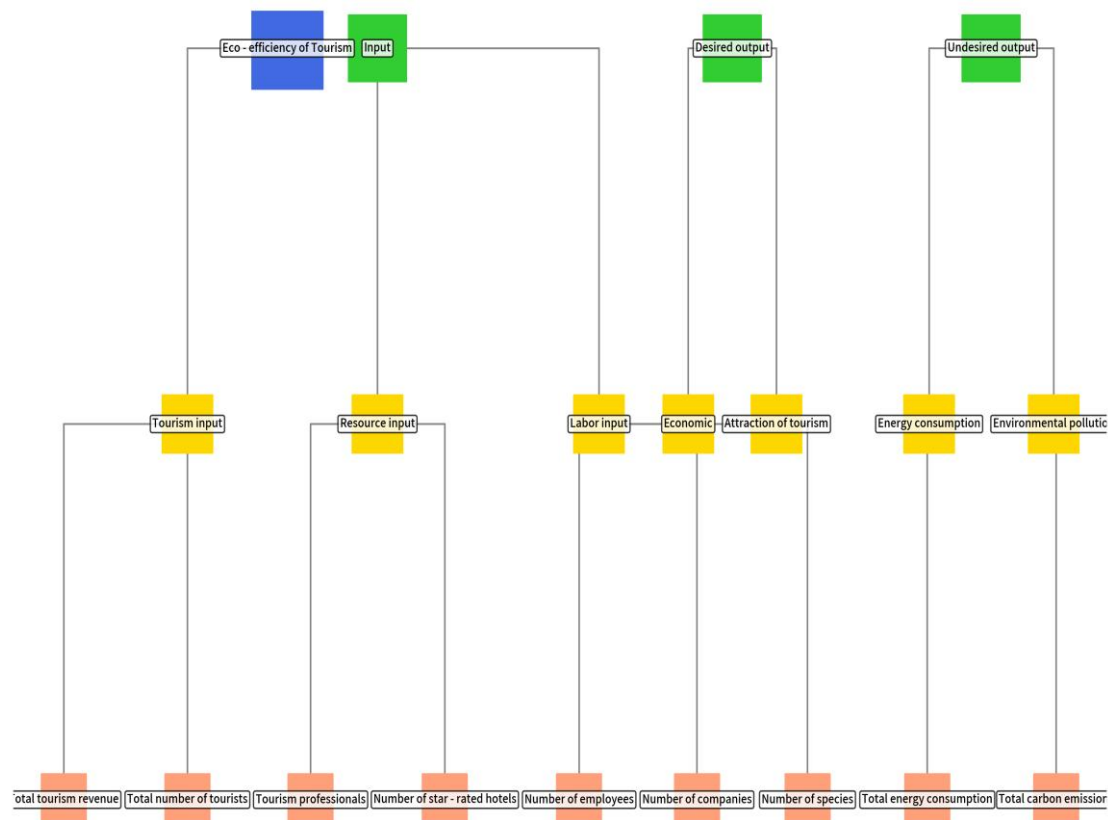 Eco - efficiency of Tourism
Input
Desired output
Undesired output
Tourism input
Resource input
Labor input
Economic
Attraction of tourism
Energy consumption
Environmental pollutio
otal tourism revenue
Total number of tourists
Tourism professionals
Number of star - rated hotels
Number of employees
Number of companies
Number of species
Total energy consumption
Total carbon emission